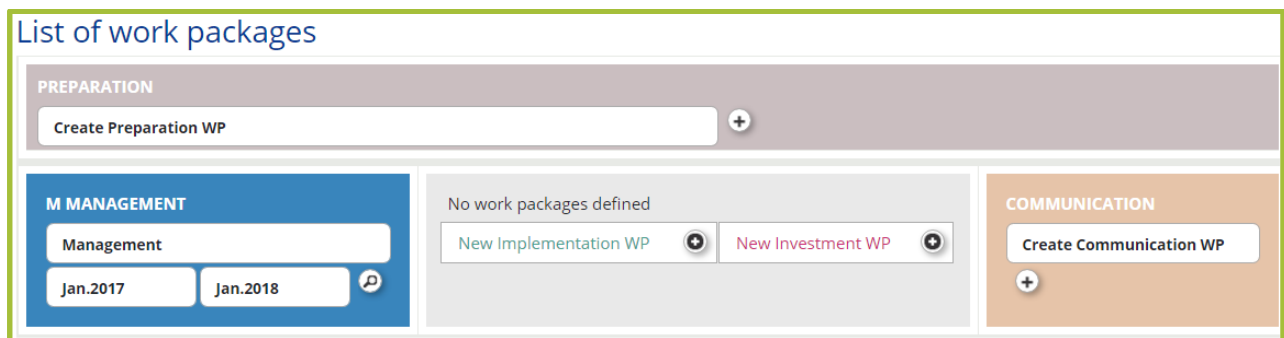 List of work packages
PREPARATION
Create Preparation WP
M MANAGEMENT
Management
Jan.2017
Jan.2018
No work packages defined
New Implementation WP
New Investment WP
COMMUNICATION
Create Communication WP